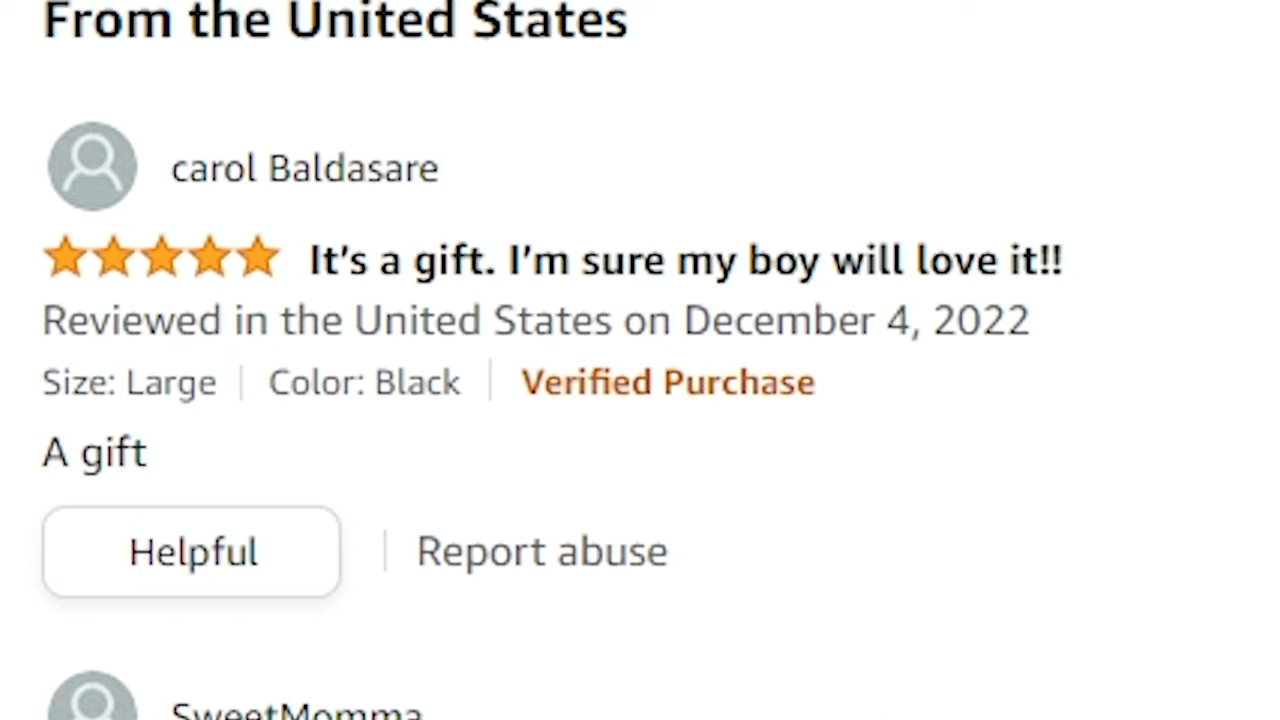 From the United States
carol Baldasare
It's a gift. I'm sure my boy will love it!!
Reviewed in the United States on December 4, 2022
Size: Large
Color: Black
Verified Purchase
A gift
Helpful
Report abuse
SweetMomma